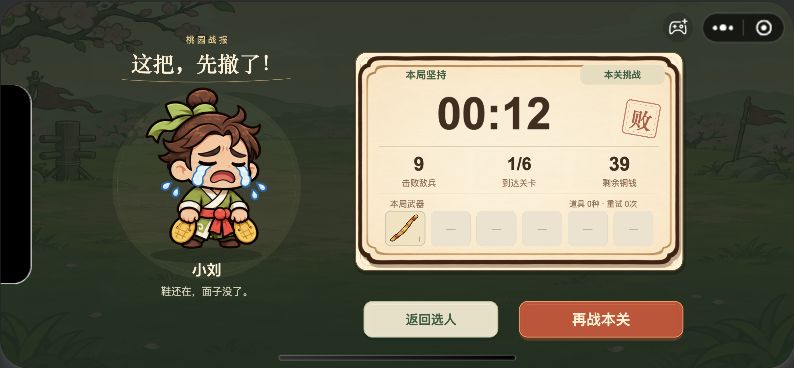 桃园战报
这把，先撤了！
小刘
鞋还在，面子没了。
本局坚持
本关挑战
00:12
败
9
击败敌兵
1/6
到达关卡
39
剩余铜钱
本局武器
道具 0种 · 重试 0次
— — — — —
返回选人
再战本关